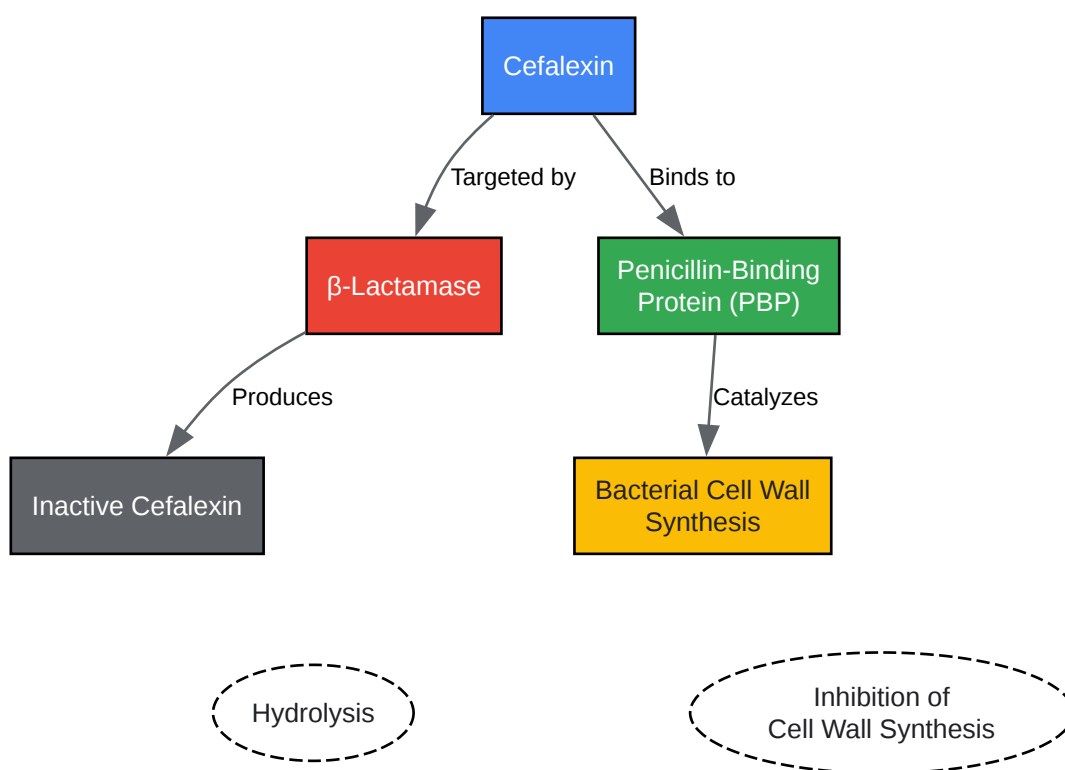 Cefalexin
Targeted by
Binds to
β-Lactamase
Penicillin-Binding
Protein (PBP)
Produces
Catalyzes
Inactive Cefalexin
Bacterial Cell Wall
Synthesis
Hydrolysis
Inhibition of
Cell Wall Synthesis